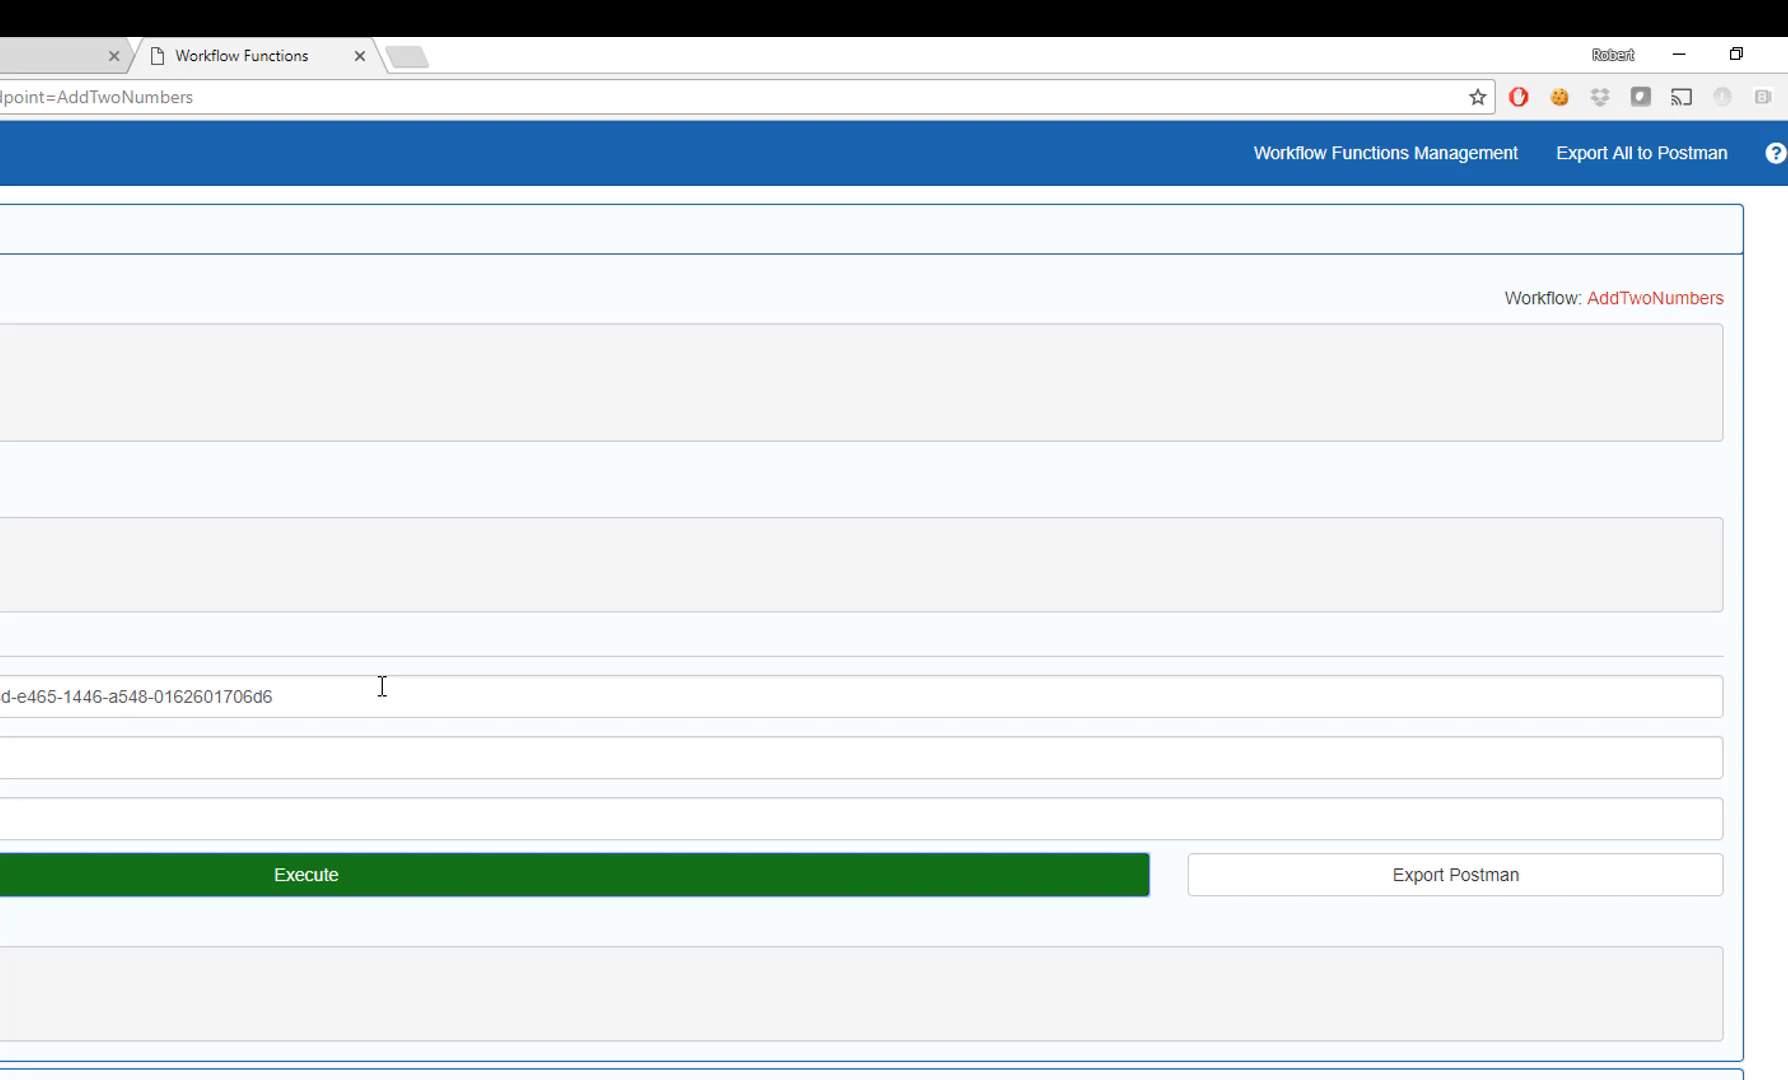 Workflow Functions
Robert
dpoint=AddTwoNumbers
Workflow Functions Management
Export All to Postman
?
Workflow: AddTwoNumbers
d-e465-1446-a548-0162601706d6
Execute
Export Postman